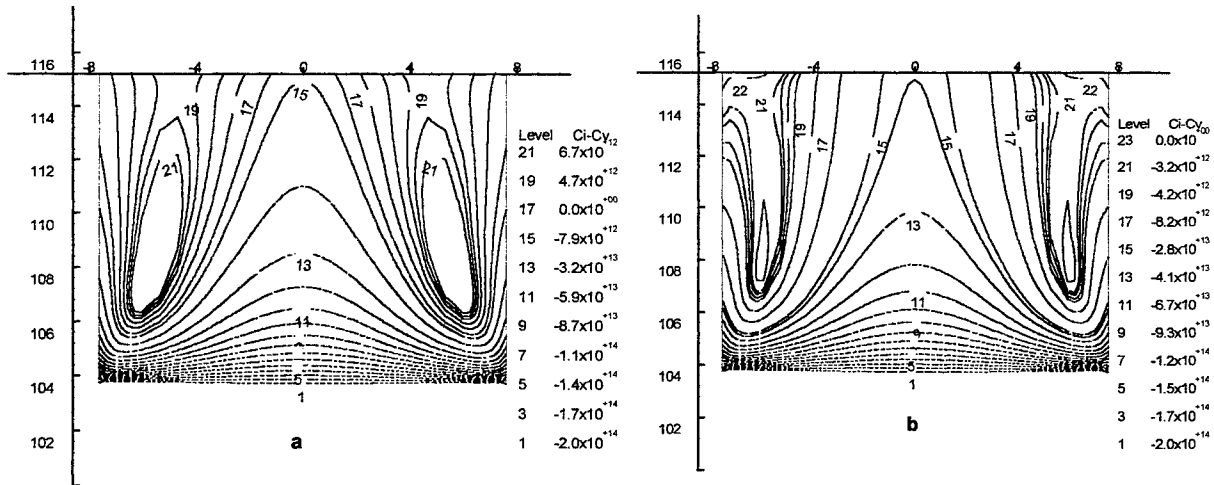 116 -8 -4 0 4 8
114
112
110
108
106
104
102
19 17 15 19
21 21
17
13
11
5
1
a
Level Ci-Cy
21 6.7x10+12
19 4.7x10+12
17 0.0x10+00
15 -7.9x10+12
13 -3.2x10+13
11 -5.9x10+13
9 -8.7x10+13
7 -1.1x10+14
5 -1.4x10+14
3 -1.7x10+14
1 -2.0x10+14
116 -8 -4 0 4 8
114
112
110
108
106
104
102
22 21 19 17 15
15 17 19 21 22
13
11
9
5
1
b
Level Ci-Cy
23 0.0x10+00
21 -3.2x10+12
19 -4.2x10+12
17 -8.2x10+12
15 -2.8x10+13
13 -4.1x10+13
11 -6.7x10+13
9 -9.3x10+13
7 -1.2x10+14
5 -1.5x10+14
3 -1.7x10+14
1 -2.0x10+14